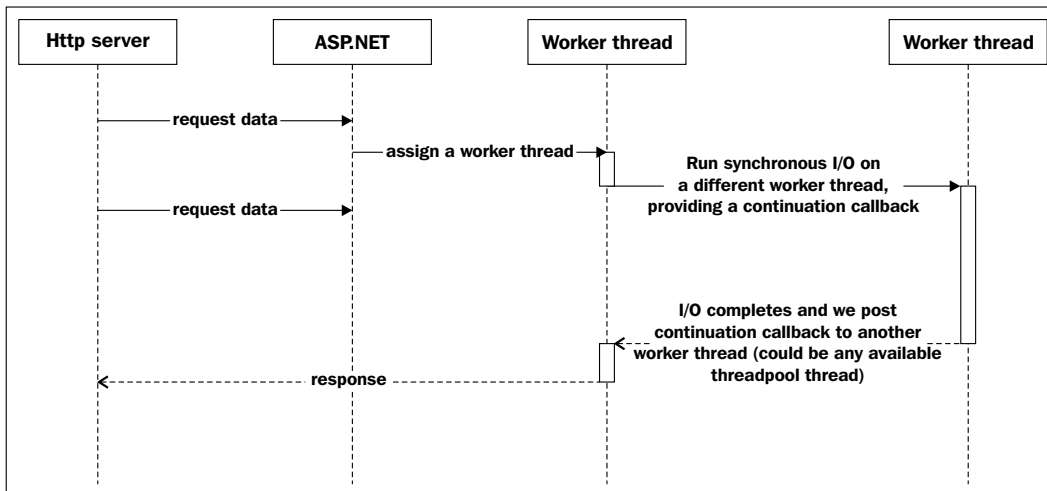 Http server
ASP.NET
Worker thread
Worker thread
request data
assign a worker thread
Run synchronous I/O on
a different worker thread,
providing a continuation callback
request data
I/O completes and we post
continuation callback to another
worker thread (could be any available
threadpool thread)
response